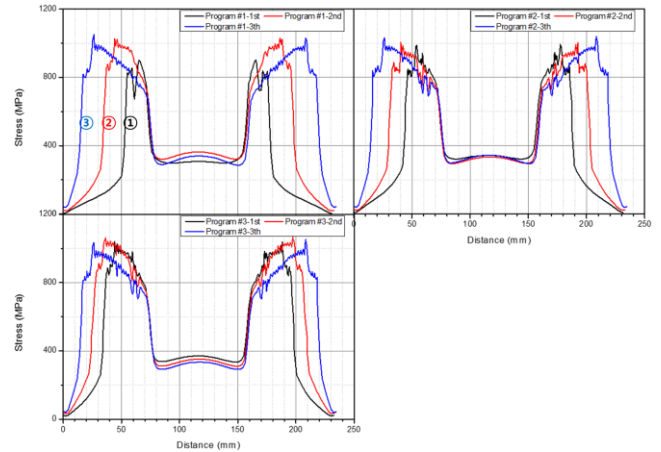 1200
Program #1-1st Program #1-2nd
Program #1-3th
Program #2-1st Program #2-2nd
Program #2-3th
Stress (MPa)
800
400
③ ② ①
1200
0 50 100 150 200 250
Distance (mm)
Program #3-1st Program #3-2nd
Program #3-3th
Stress (MPa)
800
400
0
0 50 100 150 200 250
Distance (mm)